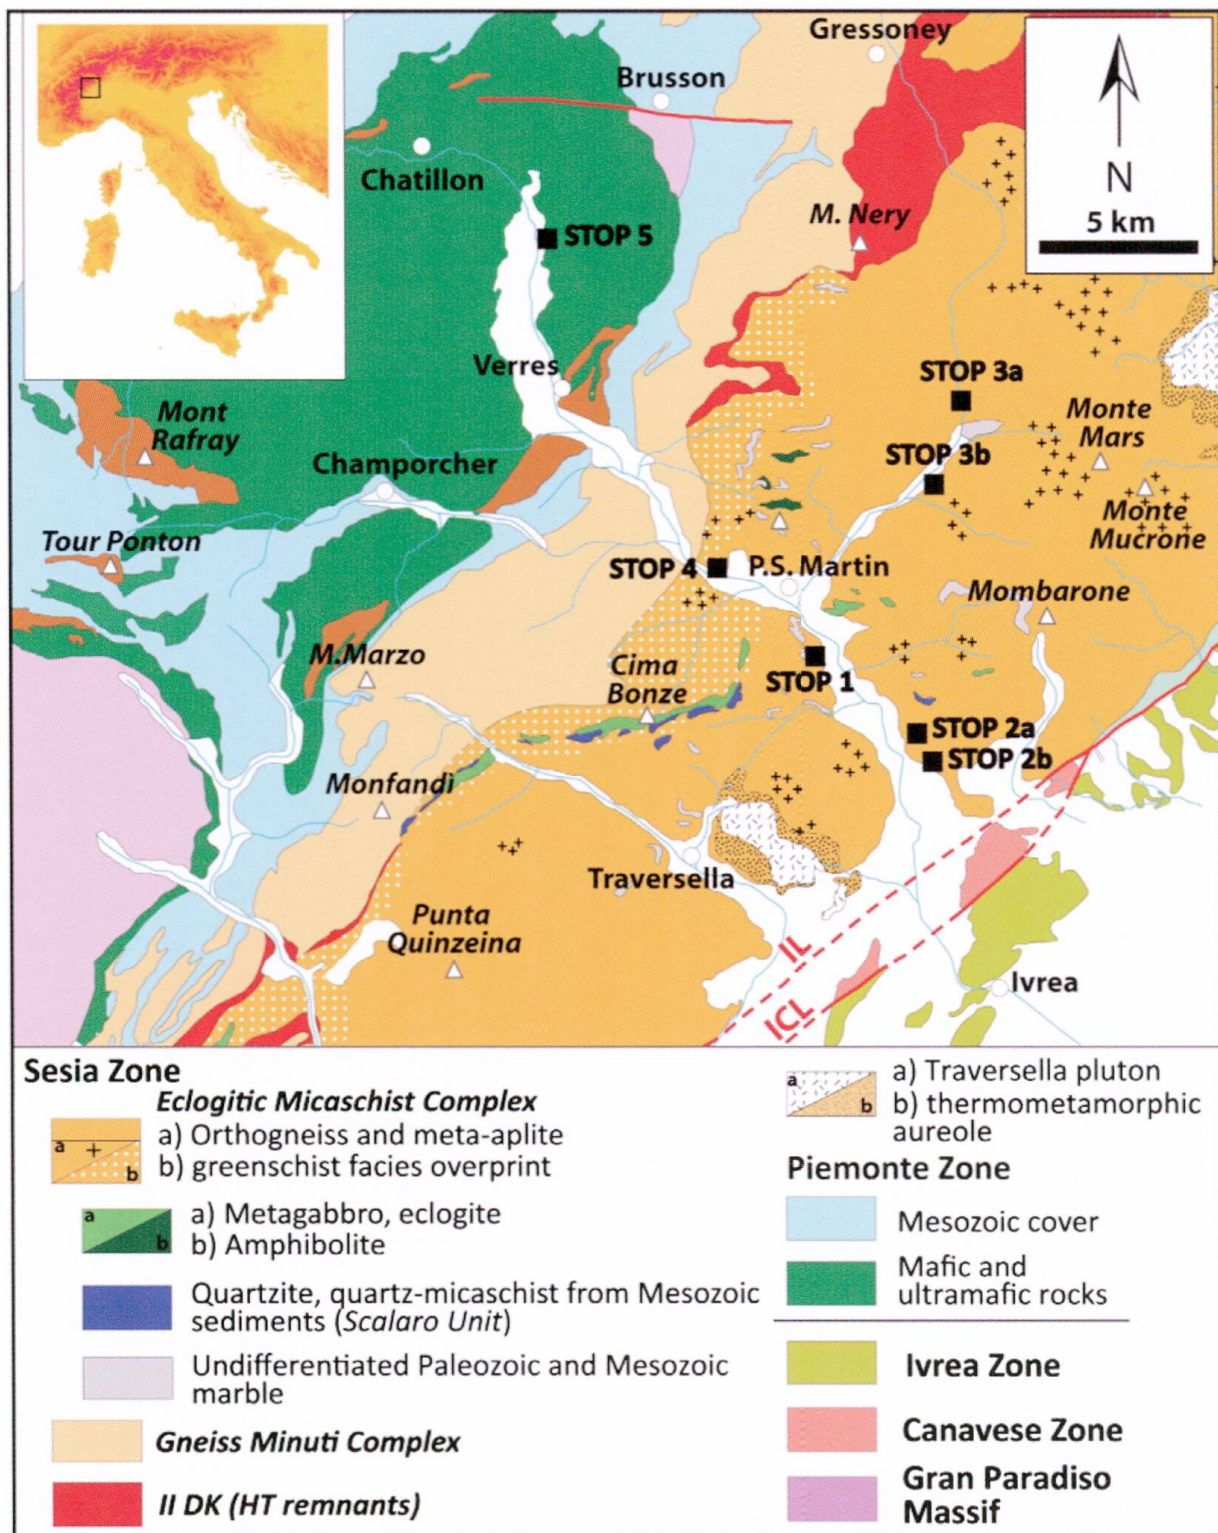 Gressoney
Brusson
Chatillon
N
5 km
M. Nery
STOP 5
Verres
STOP 3a
Mont
Rafray
Monte
Mars
Champorcher
STOP 3b
Monte
Mucrone
Tour Ponton
STOP 4
P.S. Martin
Mombarone
M.Marzo
Cima
Bonze
STOP 1
STOP 2a
STOP 2b
Monfandì
Traversella
Punta
Quinzeina
IL
ICL
Ivrea
Sesia Zone
Eclogitic Micaschist Complex
a b
a) Orthogneiss and meta-aplite
b) greenschist facies overprint
a b
a) Metagabbro, eclogite
b) Amphibolite
Quartzite, quartz-micaschist from Mesozoic
sediments (Scalaro Unit)
Undifferentiated Paleozoic and Mesozoic
marble
Gneiss Minuti Complex
II DK (HT remnants)
a b
a) Traversella pluton
b) thermometamorphic
aureole
Piemonte Zone
Mesozoic cover
Mafic and
ultramafic rocks
Ivrea Zone
Canavese Zone
Gran Paradiso
Massif